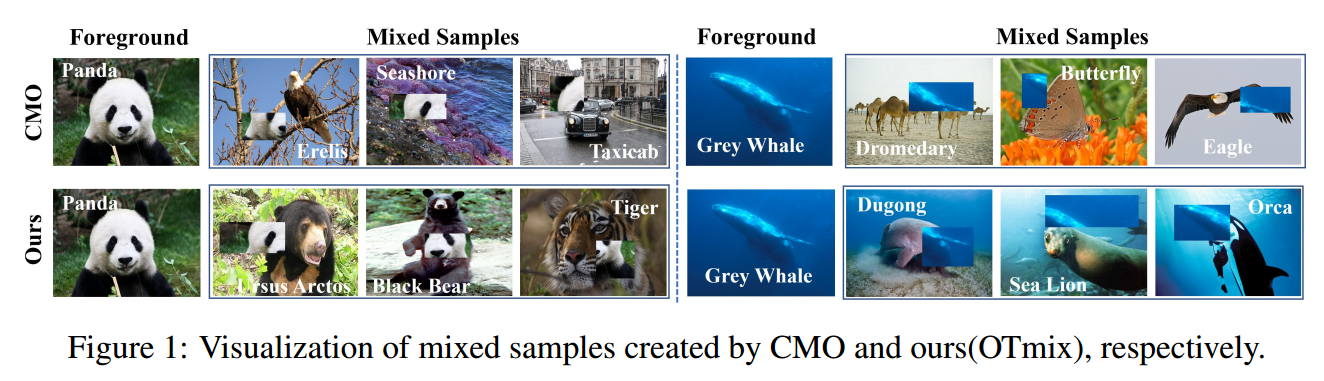 Foreground Mixed Samples Foreground Mixed Samples
CMO
Panda
Erelis
Seashore
Taxicab
Grey Whale
Dromedary
Butterfly
Eagle
Ours
Panda
Ursus Arctos
Black Bear
Tiger
Grey Whale
Dugong
Sea Lion
Orca
Figure 1: Visualization of mixed samples created by CMO and ours(OTmix), respectively.